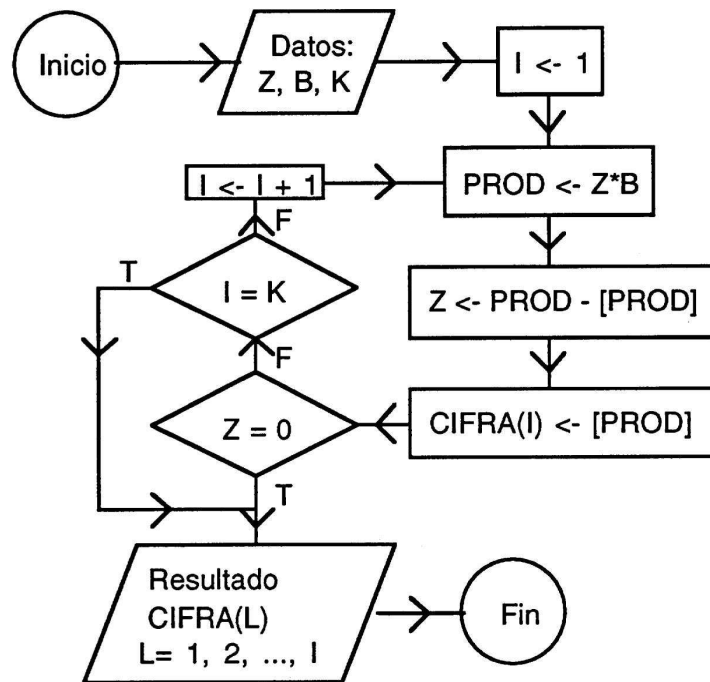 Inicio
Datos:
Z, B, K
I <- 1
I <- I + 1
PROD <- Z*B
F
T
I = K
Z <- PROD - [PROD]
F
Z = 0
CIFRA(I) <- [PROD]
T
Resultado
CIFRA(L)
L= 1, 2, ..., I
Fin